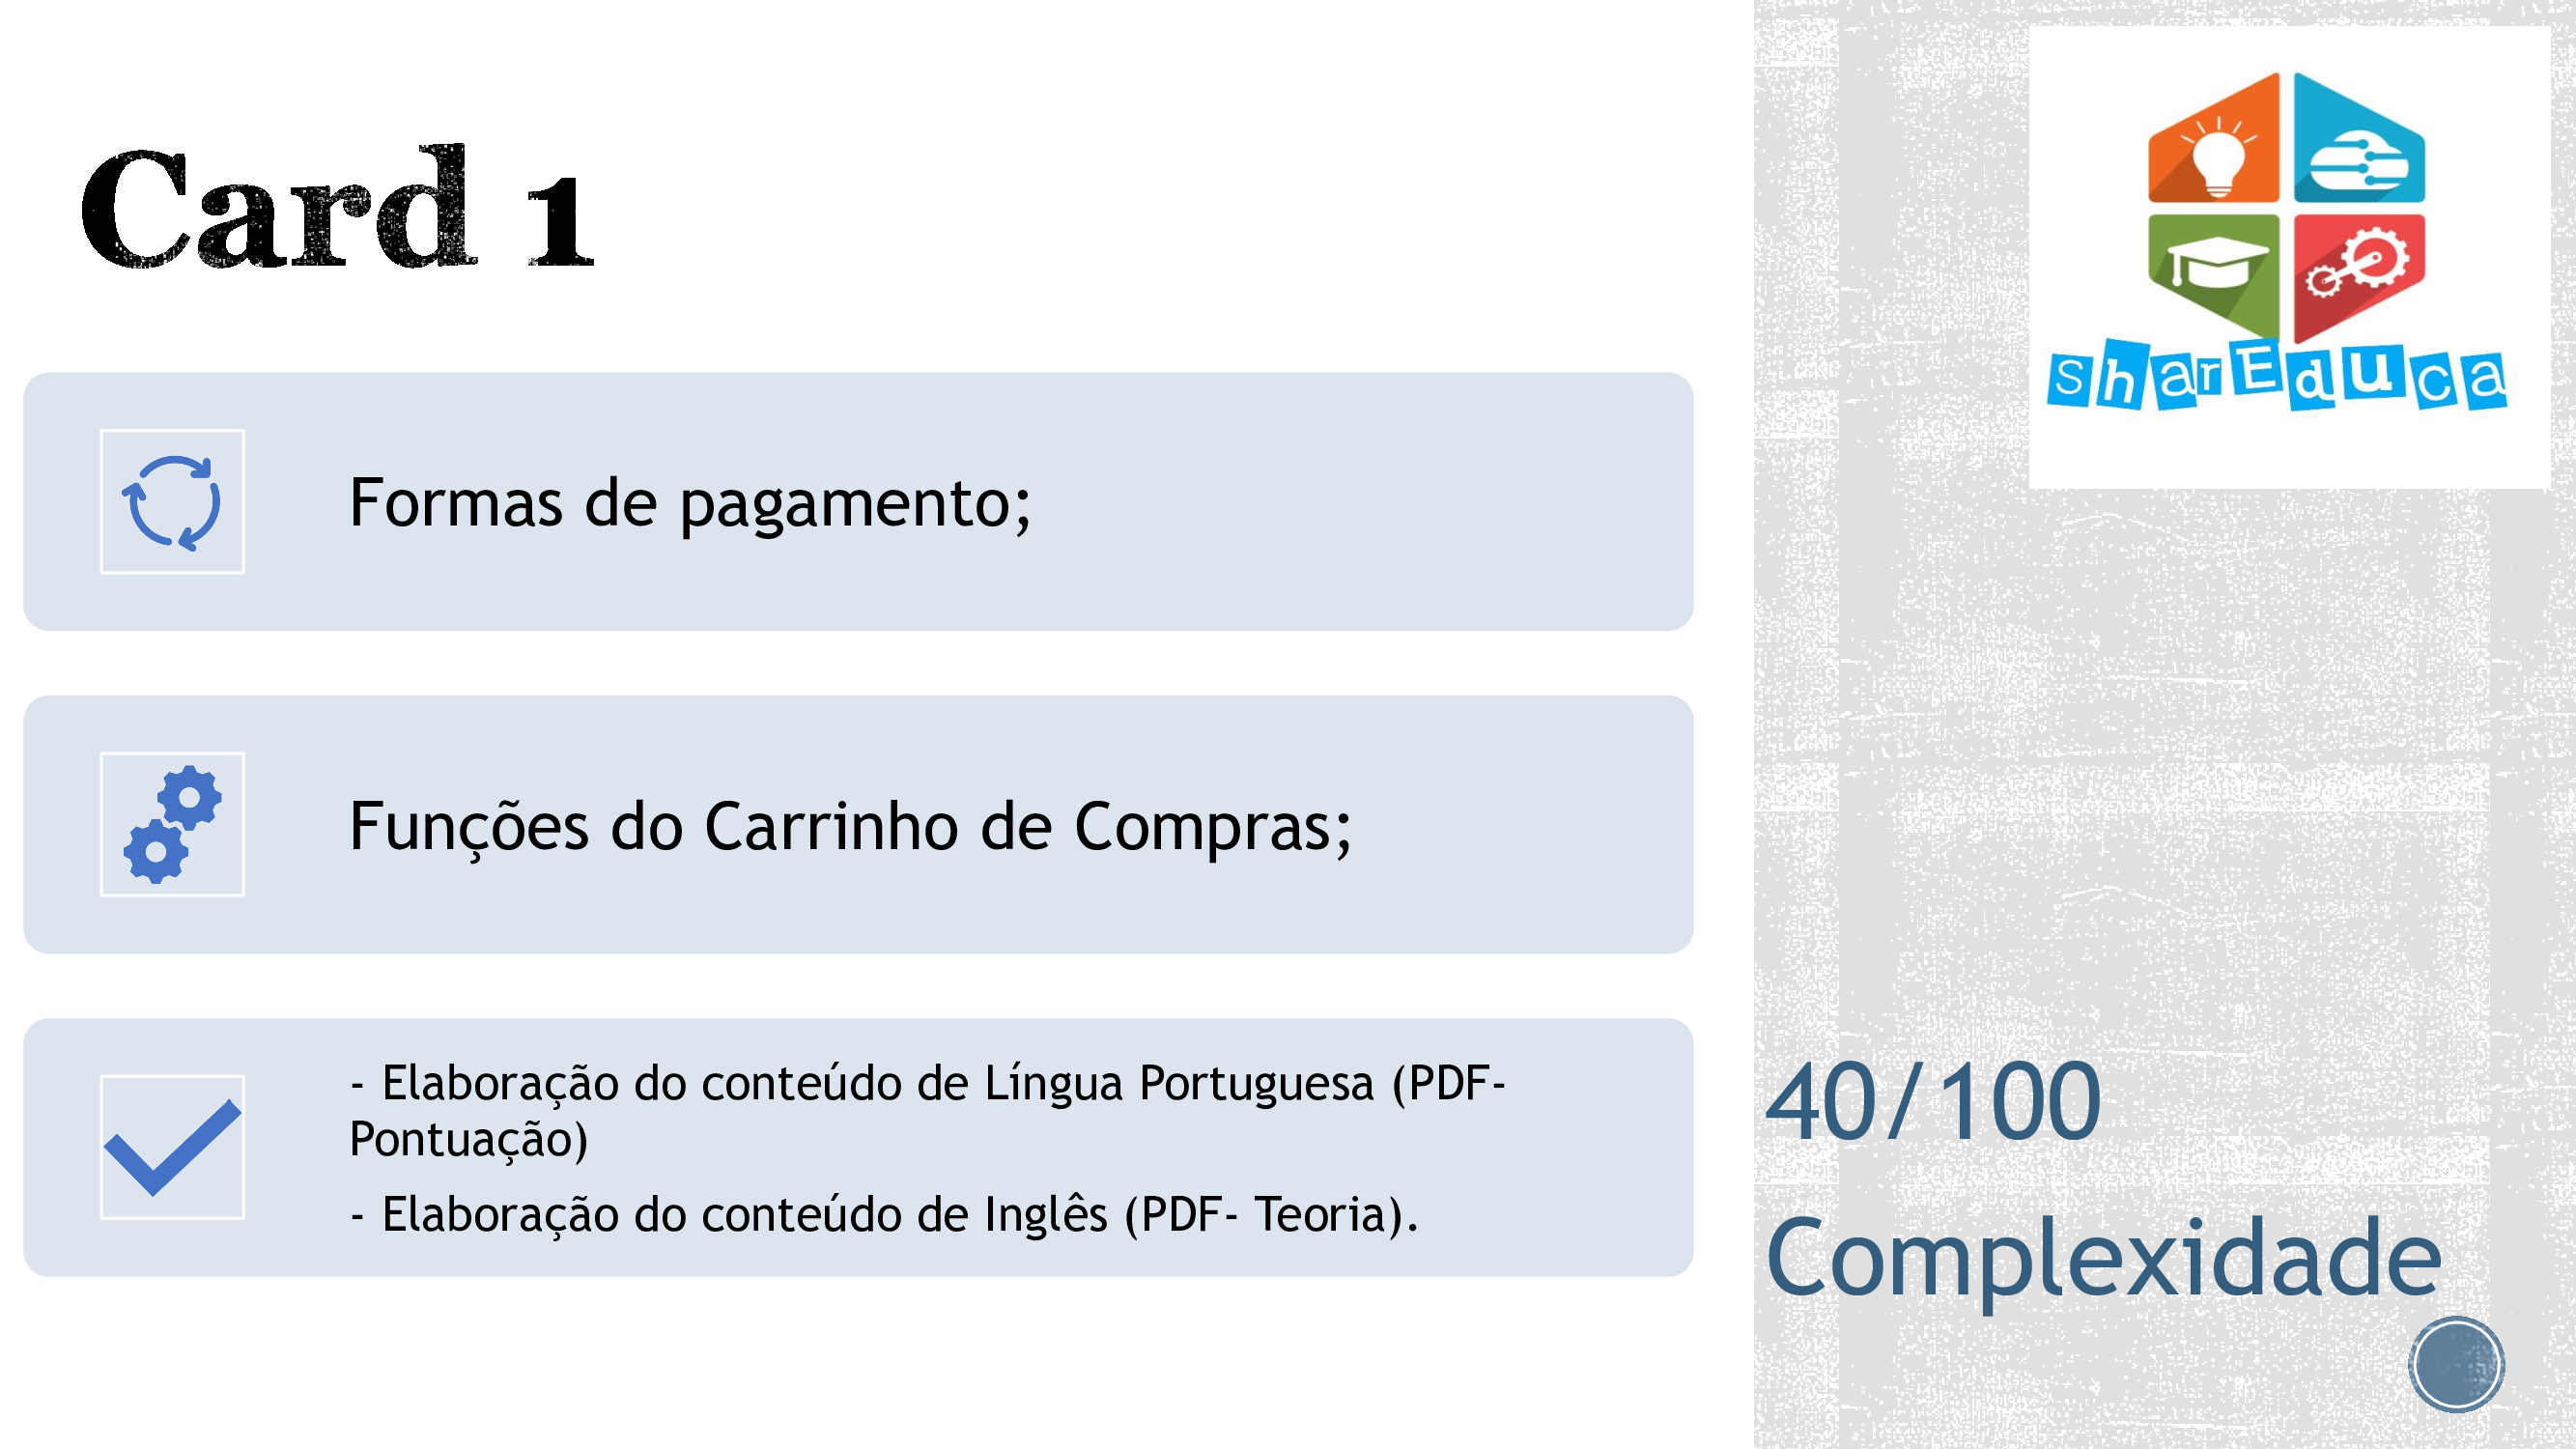 Card 1
Formas de pagamento;
Funções do Carrinho de Compras;
- Elaboração do conteúdo de Língua Portuguesa (PDF-
Pontuação)
- Elaboração do conteúdo de Inglês (PDF- Teoria).
sharEduca
40/100
Complexidade